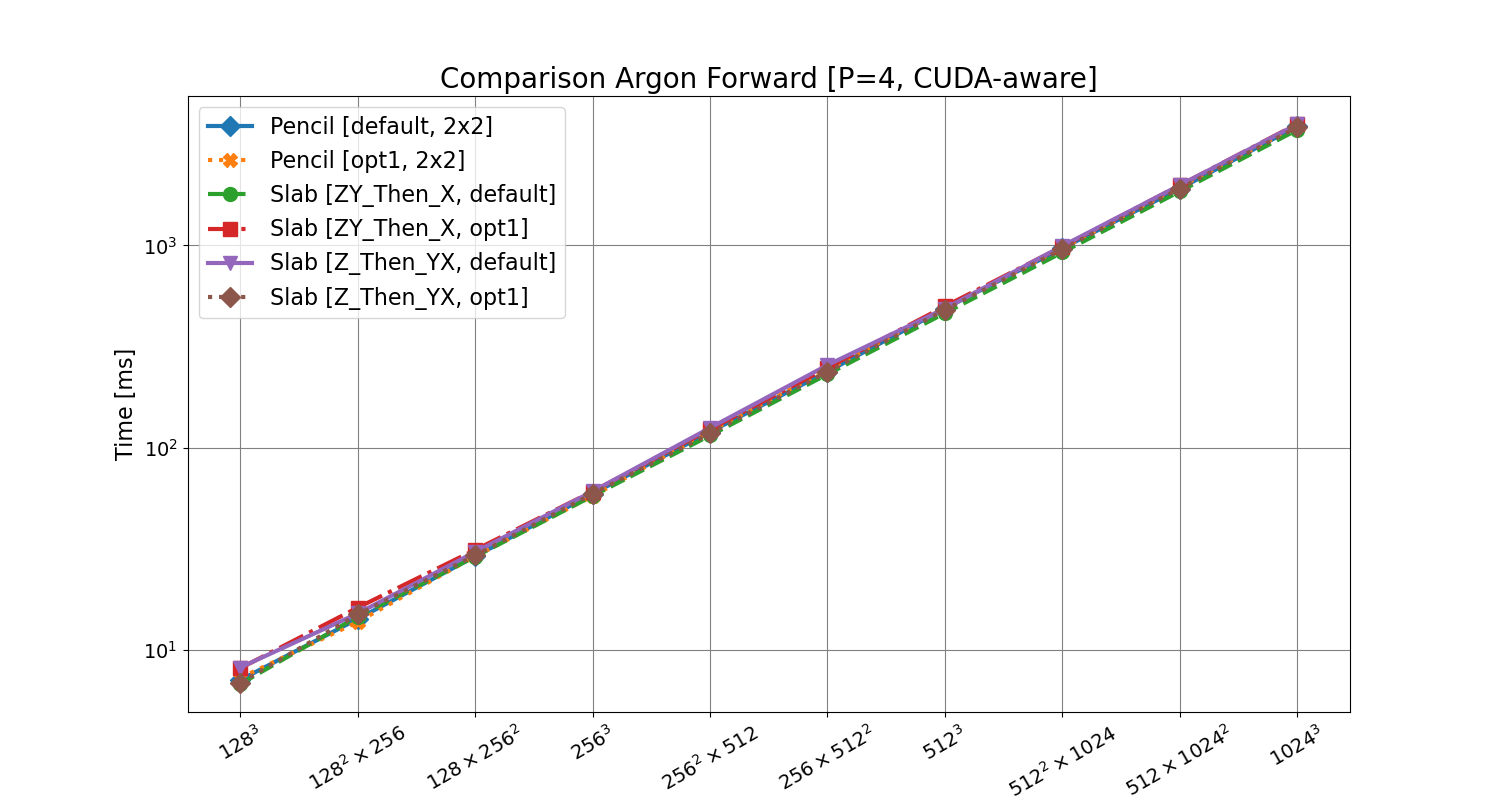 Comparison Argon Forward [P=4, CUDA-aware]
Pencil [default, 2x2]
Pencil [opt1, 2x2]
Slab [ZY_Then_X, default]
Slab [ZY_Then_X, opt1]
Slab [Z_Then_YX, default]
Slab [Z_Then_YX, opt1]
Time [ms]
10³
10²
10¹
128³
128² × 256
128 × 256²
256³
256² × 512
256 × 512²
512³
512² × 1024
512 × 1024²
1024³